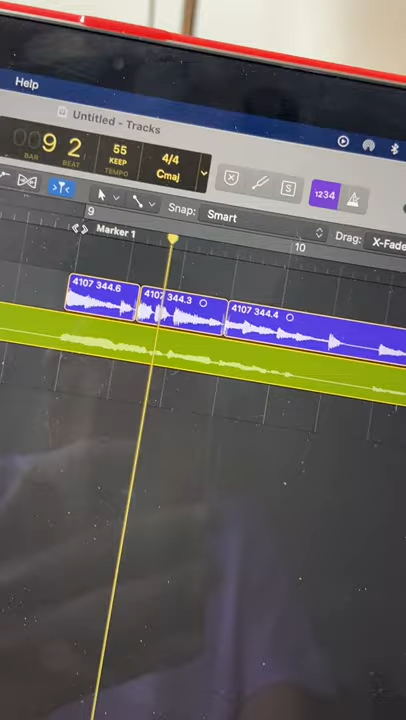 Help
Untitled - Tracks
009 2
BAR BEAT
55
KEEP
TEMPO
4/4
Cmaj
S
1234
Snap: Smart
Drag: X-Fade
9
10
Marker 1
4107 344.6
4107 344.3
4107 344.4